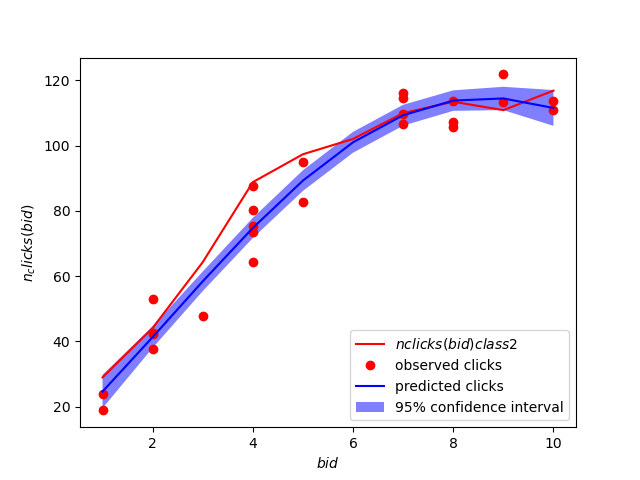 120
100
80
60
40
20
n_clicks(bid)
2
4
6
8
10
bid
nclicks(bid)class2
observed clicks
predicted clicks
95% confidence interval